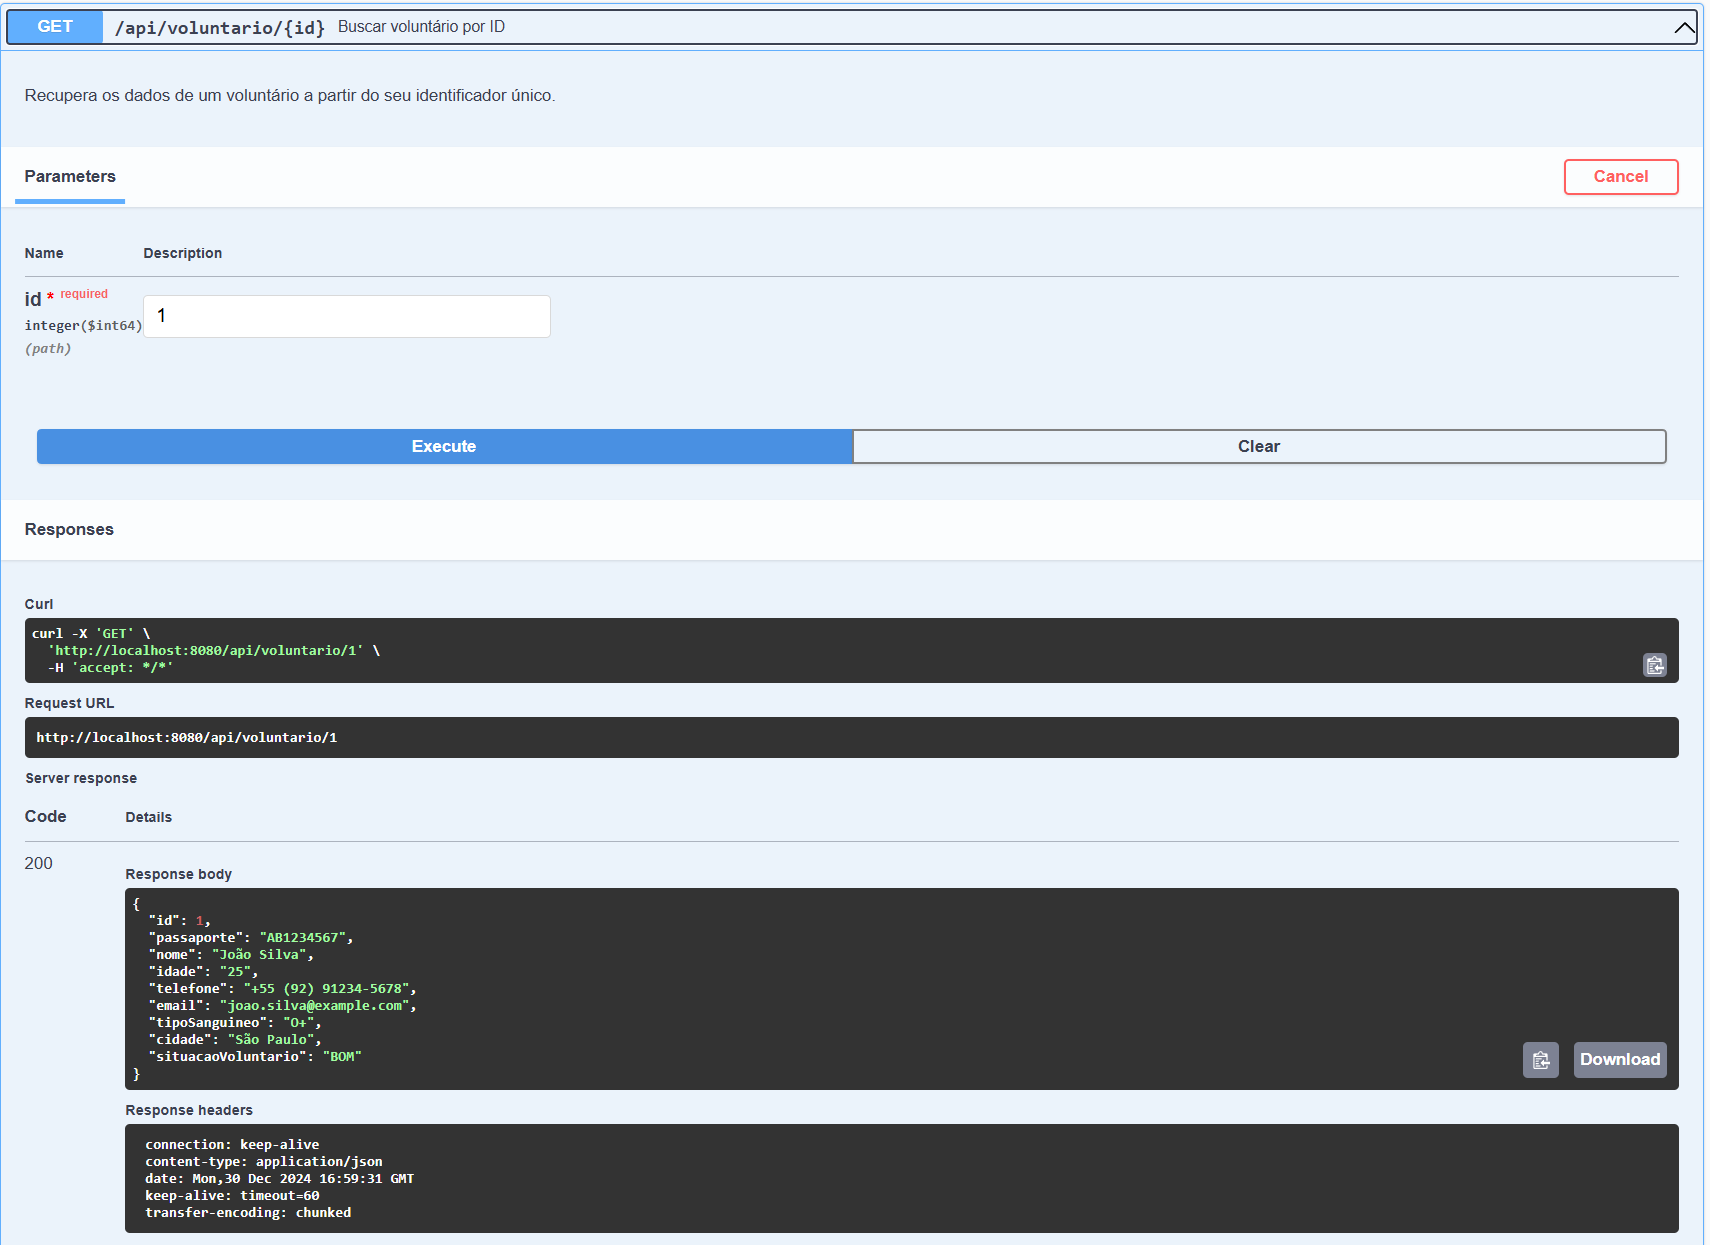 GET /api/voluntario/{id} Buscar voluntário por ID
Recupera os dados de um voluntário a partir do seu identificador único.
Parameters
Cancel
Name Description
id * required
integer($int64)
(path)
1
Execute
Clear
Responses
Curl
curl -X 'GET' \
  'http://localhost:8080/api/voluntario/1' \
  -H 'accept: */*'
Request URL
http://localhost:8080/api/voluntario/1
Server response
Code Details
200
Response body
{
  "id": 1,
  "passaporte": "AB1234567",
  "nome": "João Silva",
  "idade": "25",
  "telefone": "+55 (92) 91234-5678",
  "email": "joao.silva@example.com",
  "tipoSanguineo": "O+",
  "cidade": "São Paulo",
  "situacaoVoluntario": "BOM"
}
Download
Response headers
connection: keep-alive
content-type: application/json
date: Mon,30 Dec 2024 16:59:31 GMT
keep-alive: timeout=60
transfer-encoding: chunked